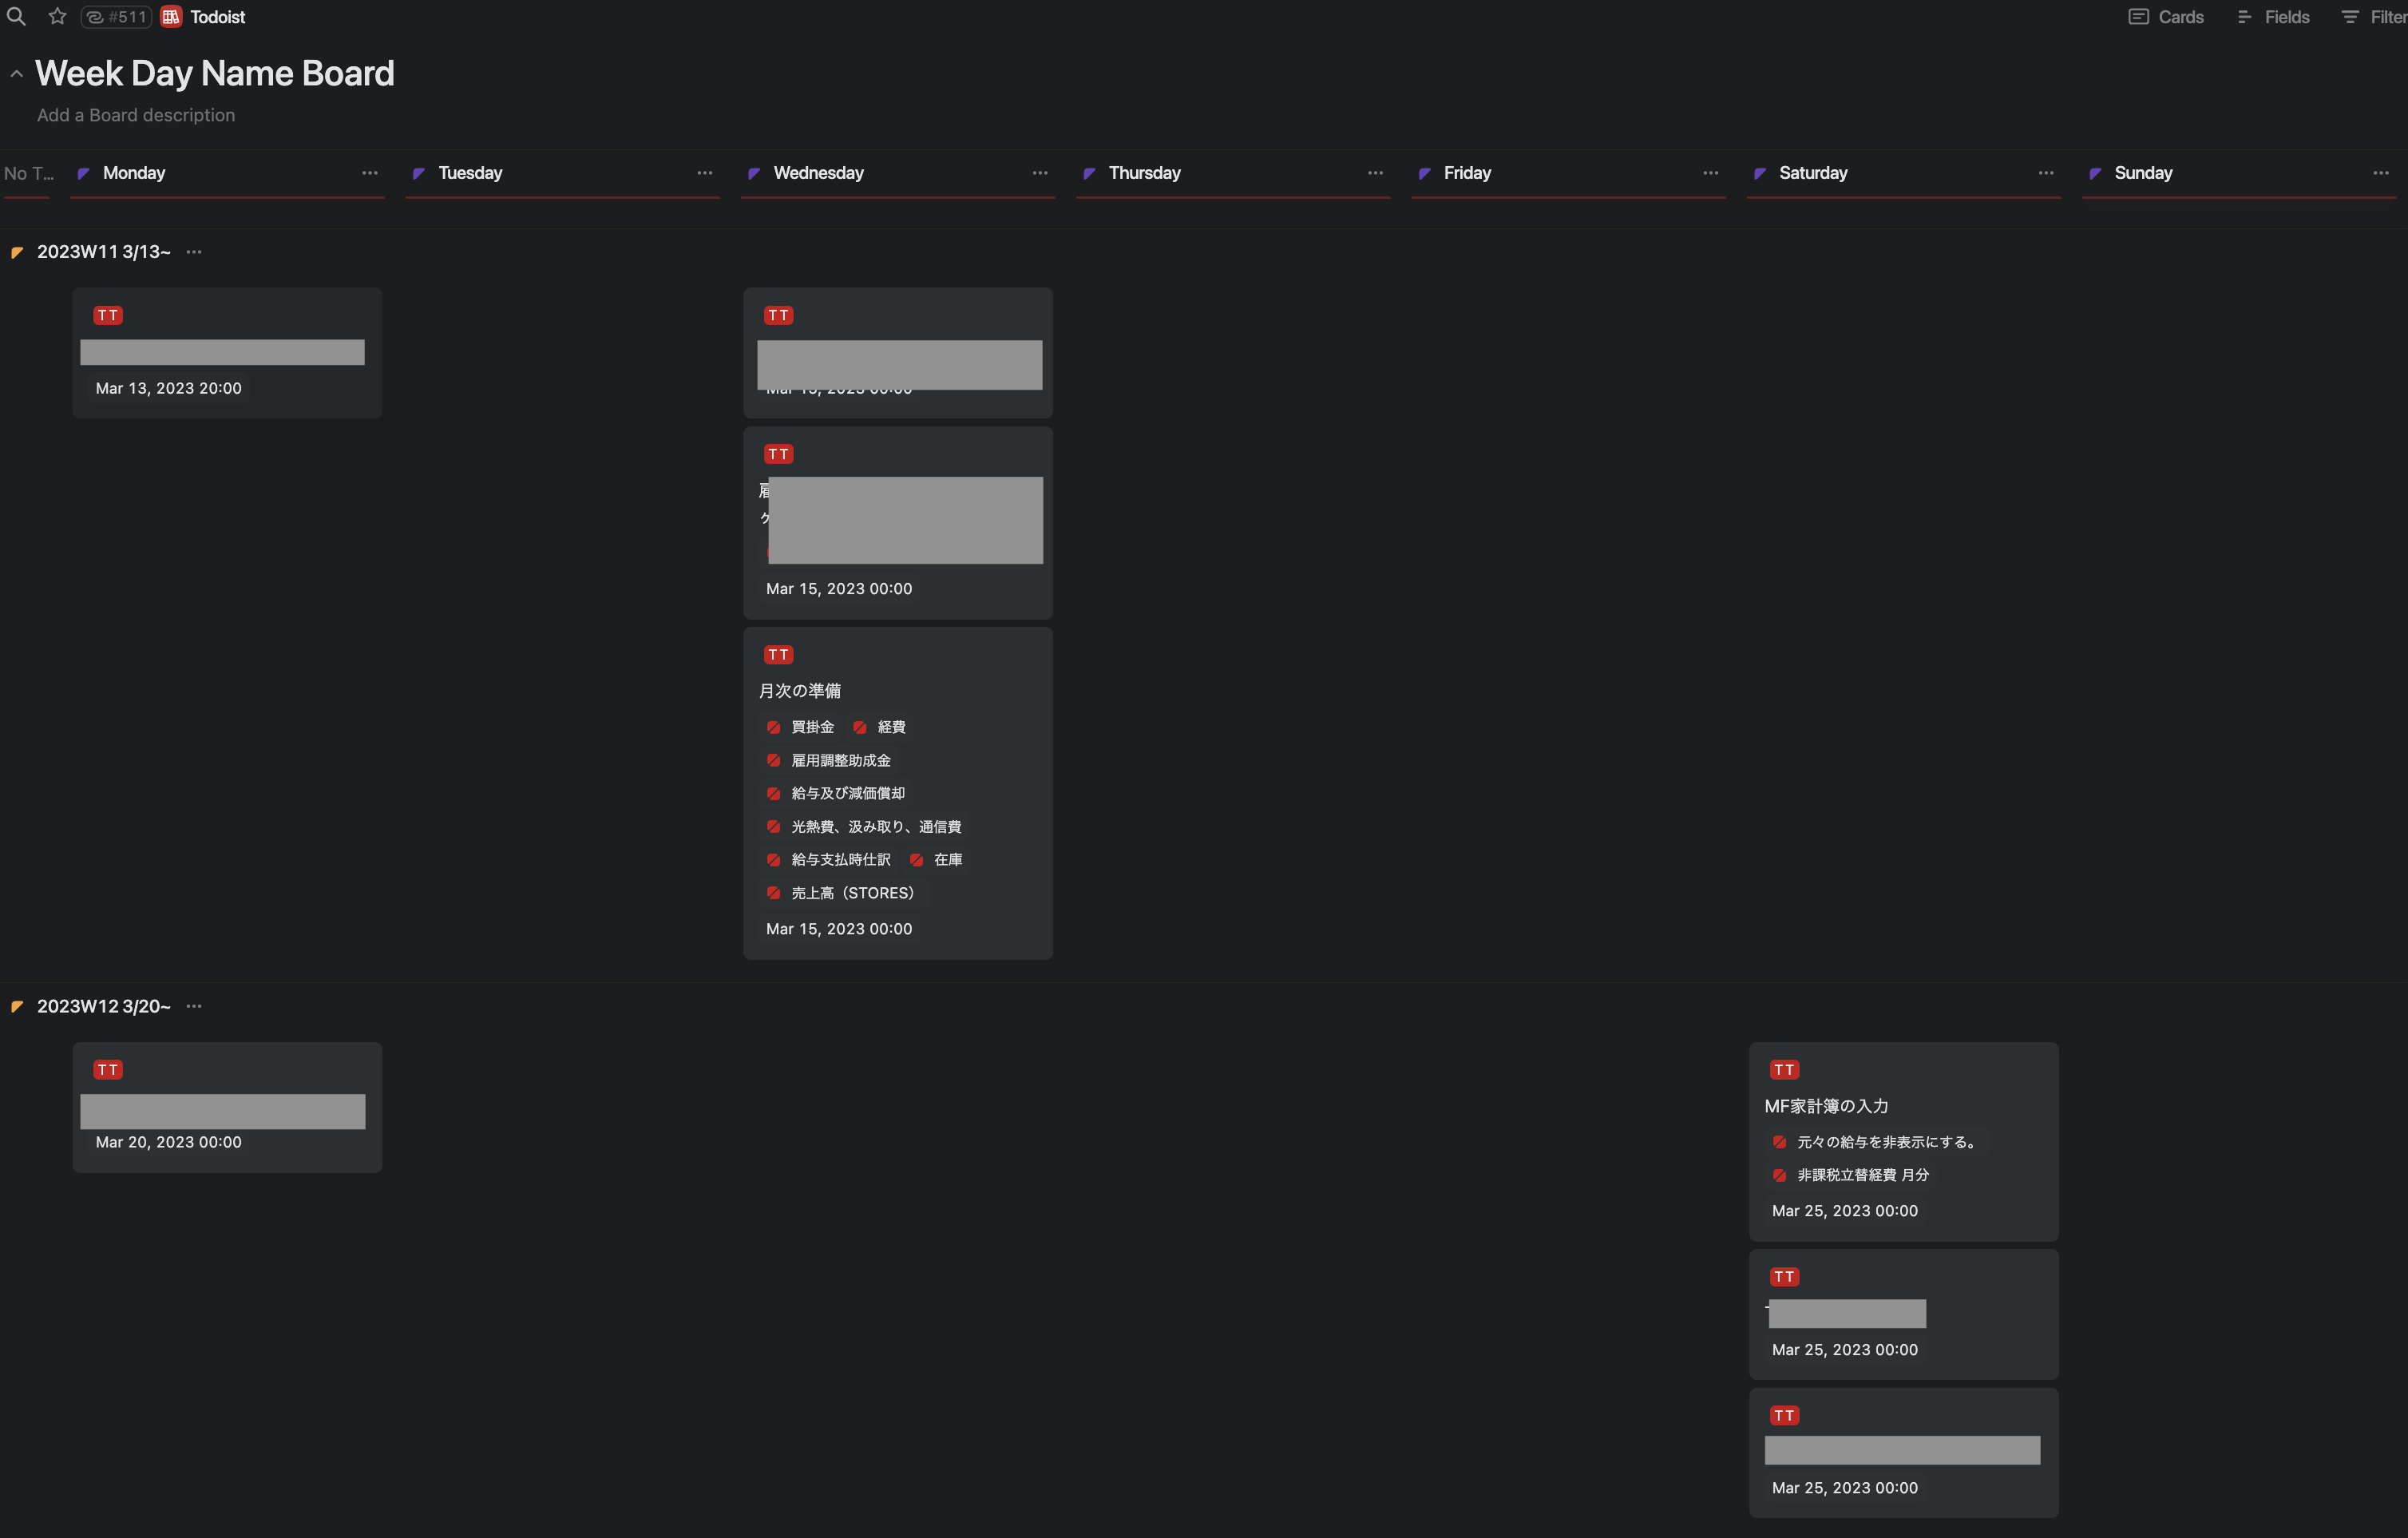 #511 Todoist Cards Fields Filter
Week Day Name Board
Add a Board description
No T... Monday Tuesday Wednesday Thursday Friday Saturday Sunday
2023W11 3/13~
TT
Mar 13, 2023 20:00
TT
TT
Mar 15, 2023 00:00
TT
月次の準備
買掛金 経費
雇用調整助成金
給与及び減価償却
光熱費、汲み取り、通信費
給与支払時仕訳 在庫
売上高（STORES）
Mar 15, 2023 00:00
2023W12 3/20~
TT
Mar 20, 2023 00:00
TT
MF家計簿の入力
元々の給与を非表示にする。
非課税立替経費 月分
Mar 25, 2023 00:00
TT
Mar 25, 2023 00:00
TT
Mar 25, 2023 00:00